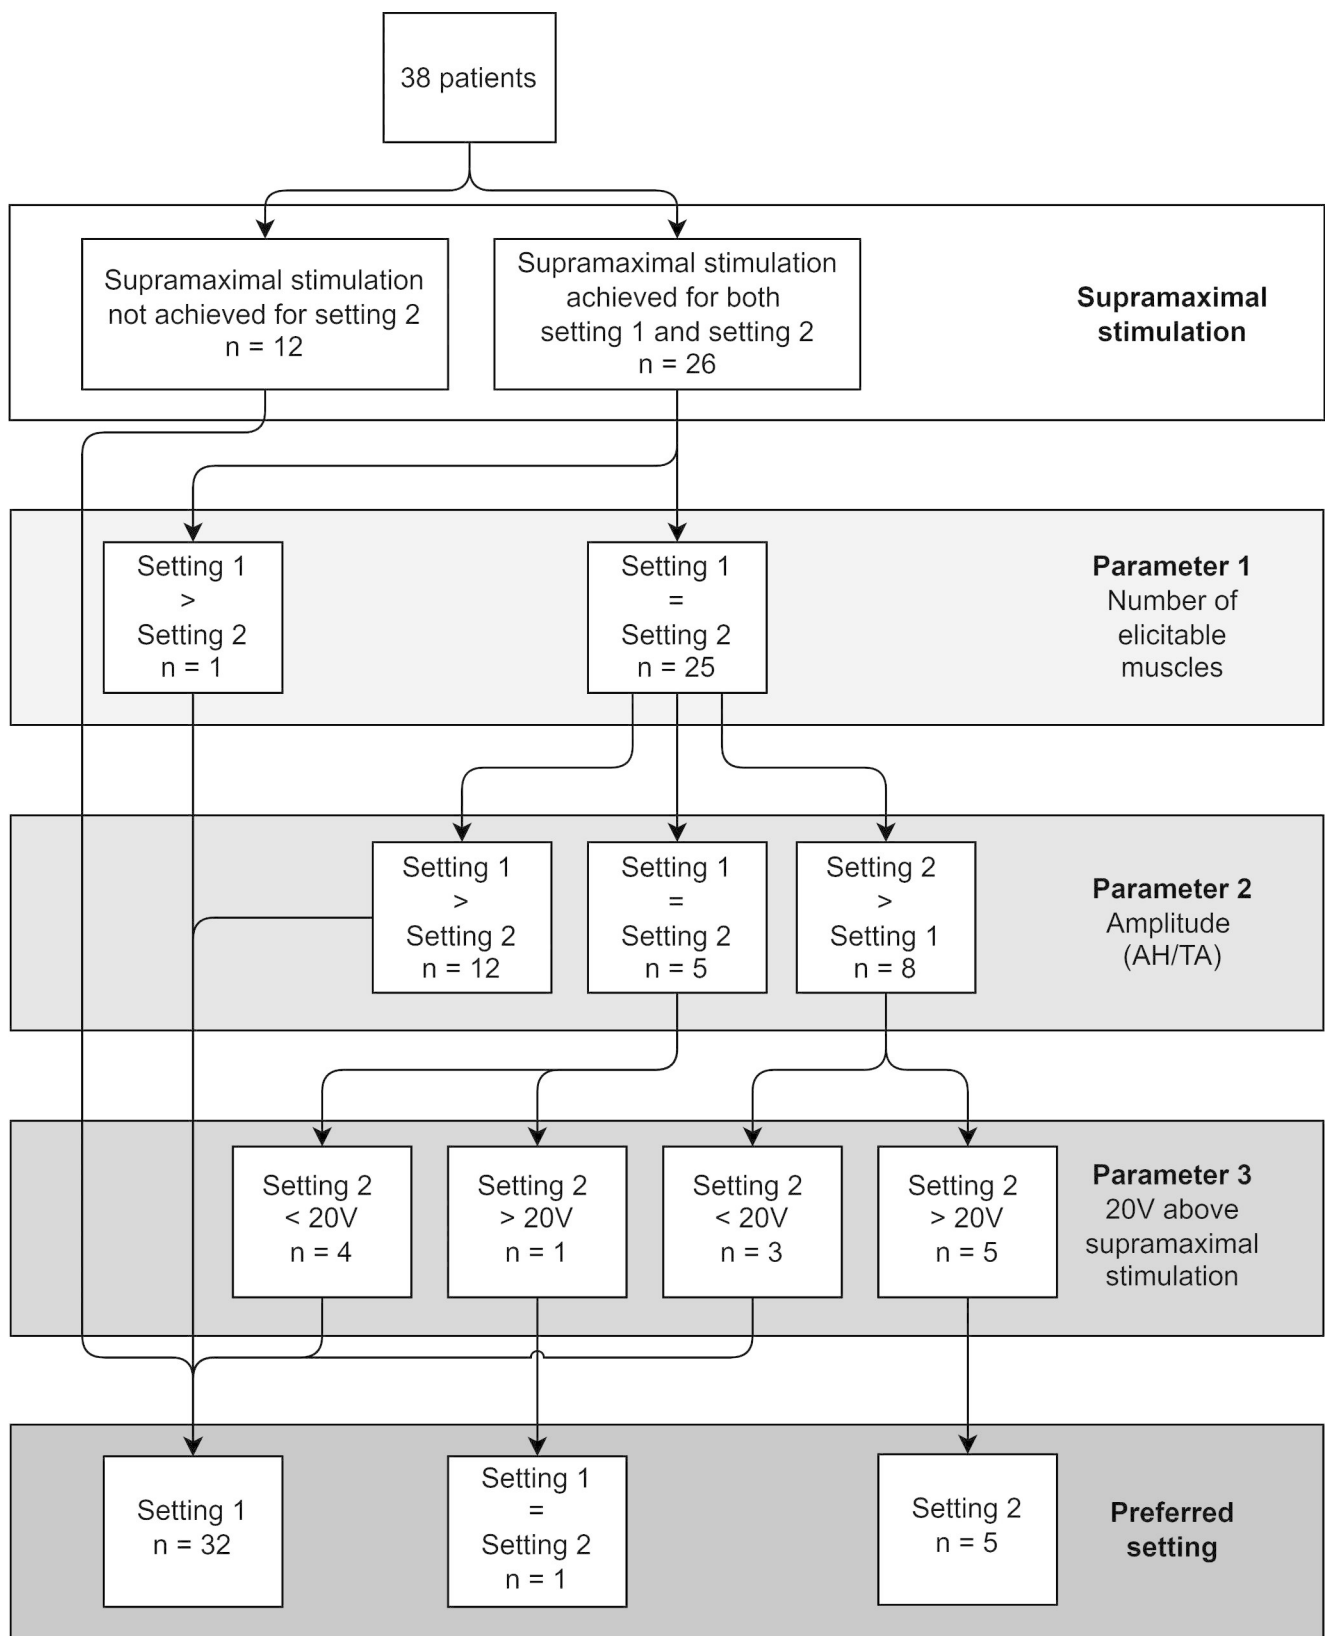 38 patients
Supramaximal stimulation
not achieved for setting 2
n = 12
Supramaximal stimulation
achieved for both
setting 1 and setting 2
n = 26
Supramaximal
stimulation
Setting 1
>
Setting 2
n = 1
Setting 1
=
Setting 2
n = 25
Parameter 1
Number of
elicitable
muscles
Setting 1
>
Setting 2
n = 12
Setting 1
=
Setting 2
n = 5
Setting 2
>
Setting 1
n = 8
Parameter 2
Amplitude
(AH/TA)
Setting 2
< 20V
n = 4
Setting 2
> 20V
n = 1
Setting 2
< 20V
n = 3
Setting 2
> 20V
n = 5
Parameter 3
20V above
supramaximal
stimulation
Setting 1
n = 32
Setting 1
=
Setting 2
n = 1
Setting 2
n = 5
Preferred
setting